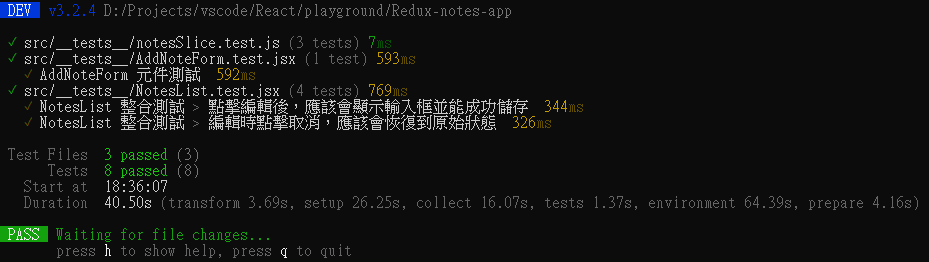 DEV v3.2.4 D:/Projects/vscode/React/playground/Redux-notes-app
✓ src/__tests__/notesSlice.test.js (3 tests) 7ms
✓ src/__tests__/AddNoteForm.test.jsx (1 test) 593ms
✓ AddNoteForm 元件測試 592ms
✓ src/__tests__/NotesList.test.jsx (4 tests) 769ms
✓ NotesList 整合測試 > 點擊編輯後，應該會顯示輸入框並能成功儲存 344ms
✓ NotesList 整合測試 > 編輯時點擊取消，應該會恢復到原始狀態 326ms
Test Files 3 passed (3)
Tests 8 passed (8)
Start at 18:36:07
Duration 40.50s (transform 3.69s, setup 26.25s, collect 16.07s, tests 1.37s, environment 64.39s, prepare 4.16s)
PASS Waiting for file changes...
press h to show help, press q to quit